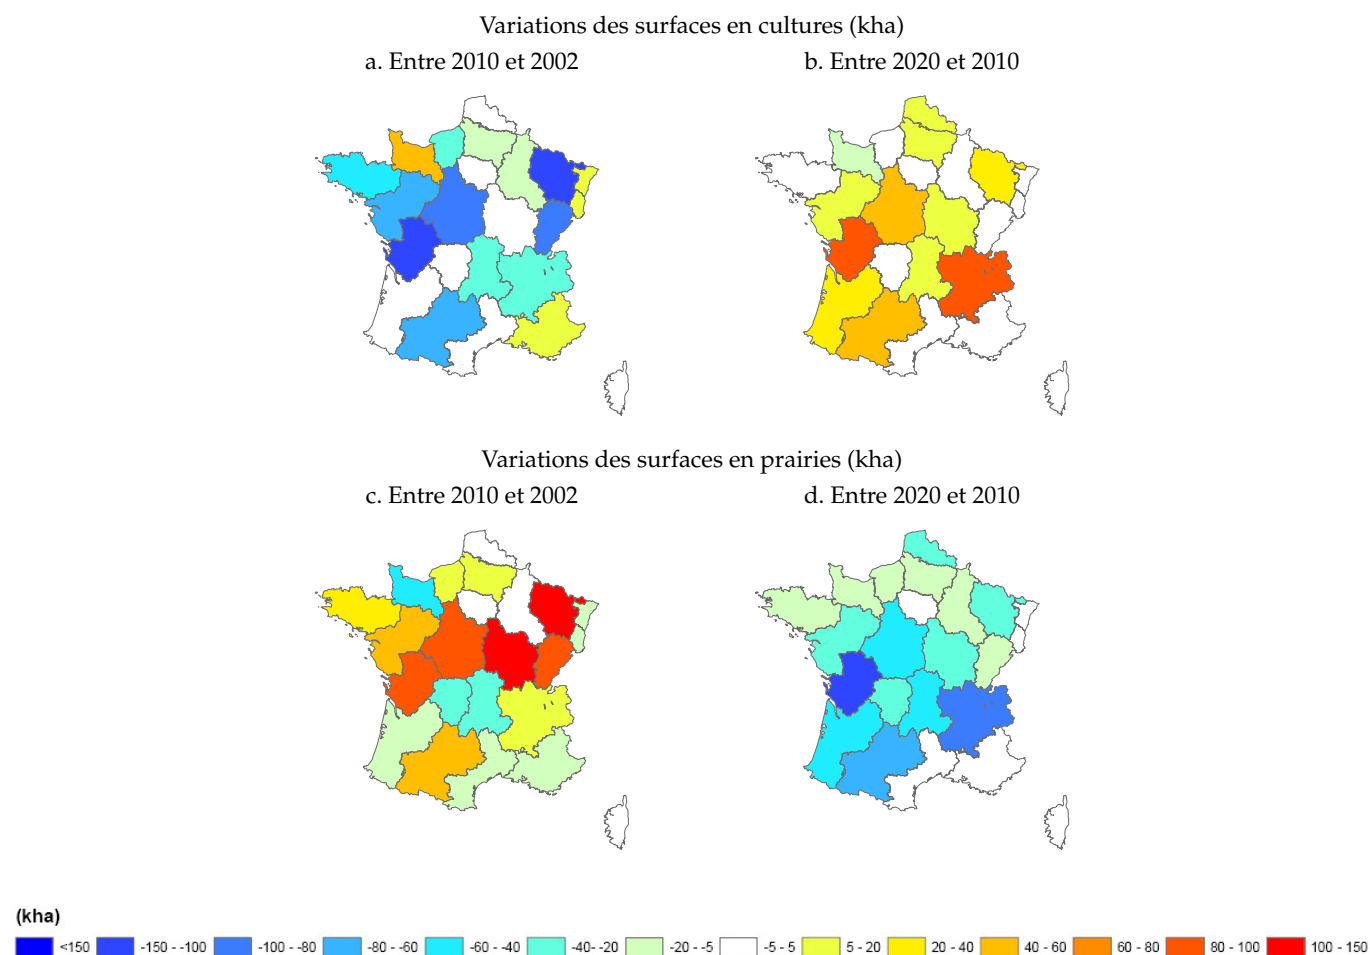 Variations des surfaces en cultures (kha)
a. Entre 2010 et 2002
b. Entre 2020 et 2010
Variations des surfaces en prairies (kha)
c. Entre 2010 et 2002
d. Entre 2020 et 2010
(kha)
<150 -150 - -100 -100 - -80 -80 - -60 -60 - -40 -40- -20 -20 - -5 -5 - 5 5 - 20 20 - 40 40 - 60 60 - 80 80 - 100 100 - 150